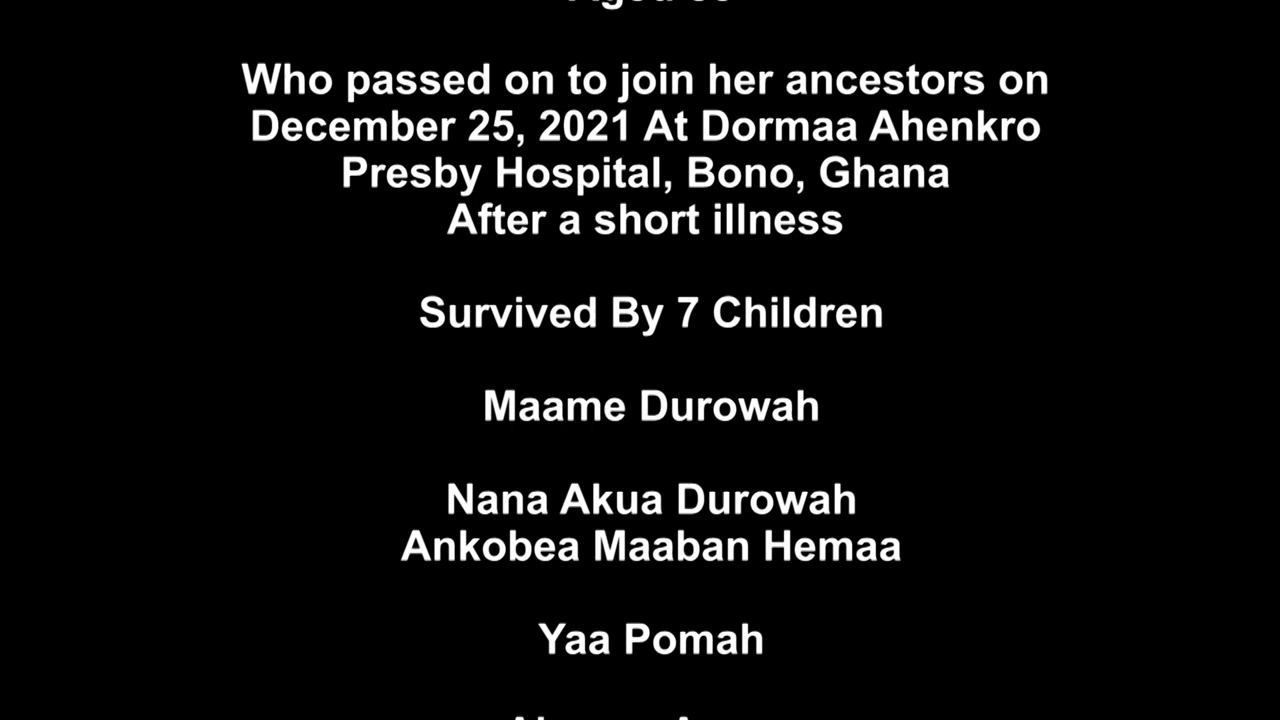 Who passed on to join her ancestors on
December 25, 2021 At Dormaa Ahenkro
Presby Hospital, Bono, Ghana
After a short illness
Survived By 7 Children
Maame Durowah
Nana Akua Durowah
Ankobea Maaban Hemaa
Yaa Pomah